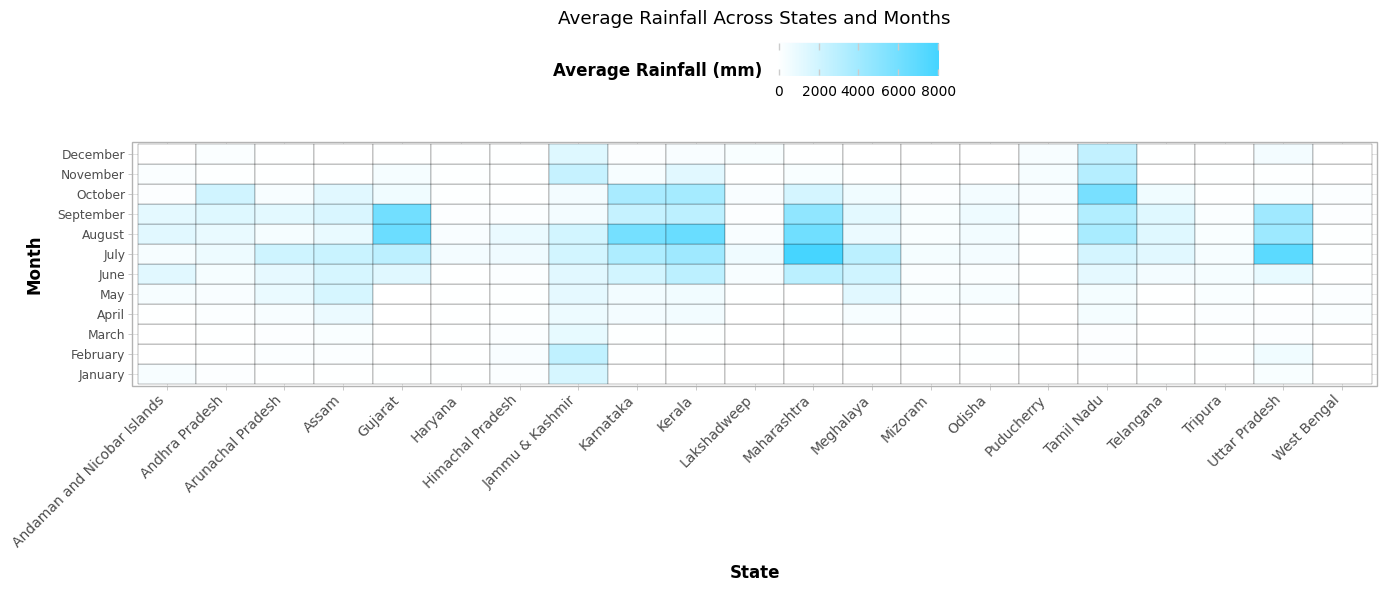 Average Rainfall Across States and Months
Average Rainfall (mm)
0 2000 4000 6000 8000
Month
December
November
October
September
August
July
June
May
April
March
February
January
Andaman and Nicobar Islands
Andhra Pradesh
Arunachal Pradesh
Assam
Gujarat
Haryana
Himachal Pradesh
Jammu & Kashmir
Karnataka
Kerala
Lakshadweep
Maharashtra
Meghalaya
Mizoram
Odisha
Puducherry
Tamil Nadu
Telangana
Tripura
Uttar Pradesh
West Bengal
State